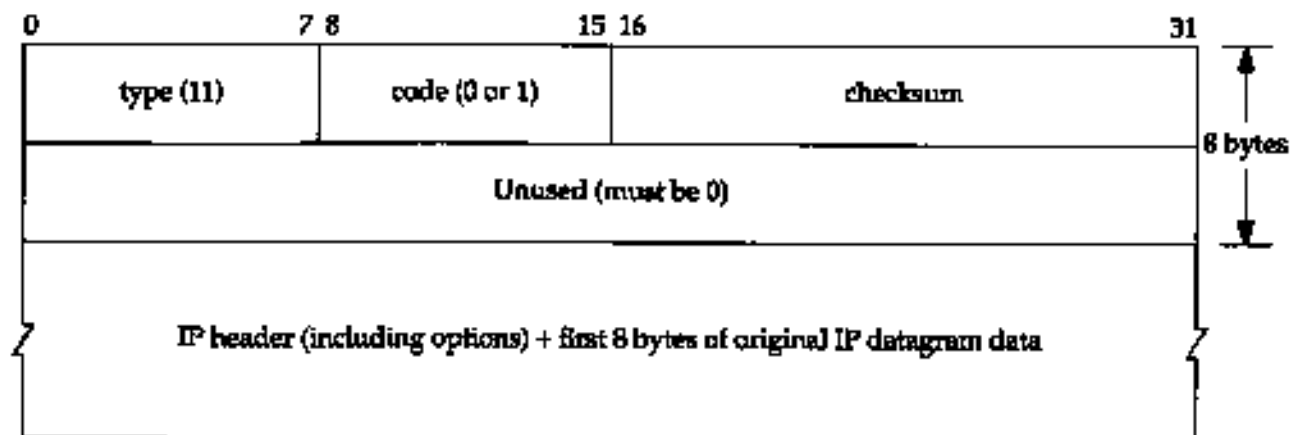 0 7 8 15 16 31
type (11) code (0 or 1) checksum
8 bytes
Unused (must be 0)
IP header (including options) + first 8 bytes of original IP datagram data